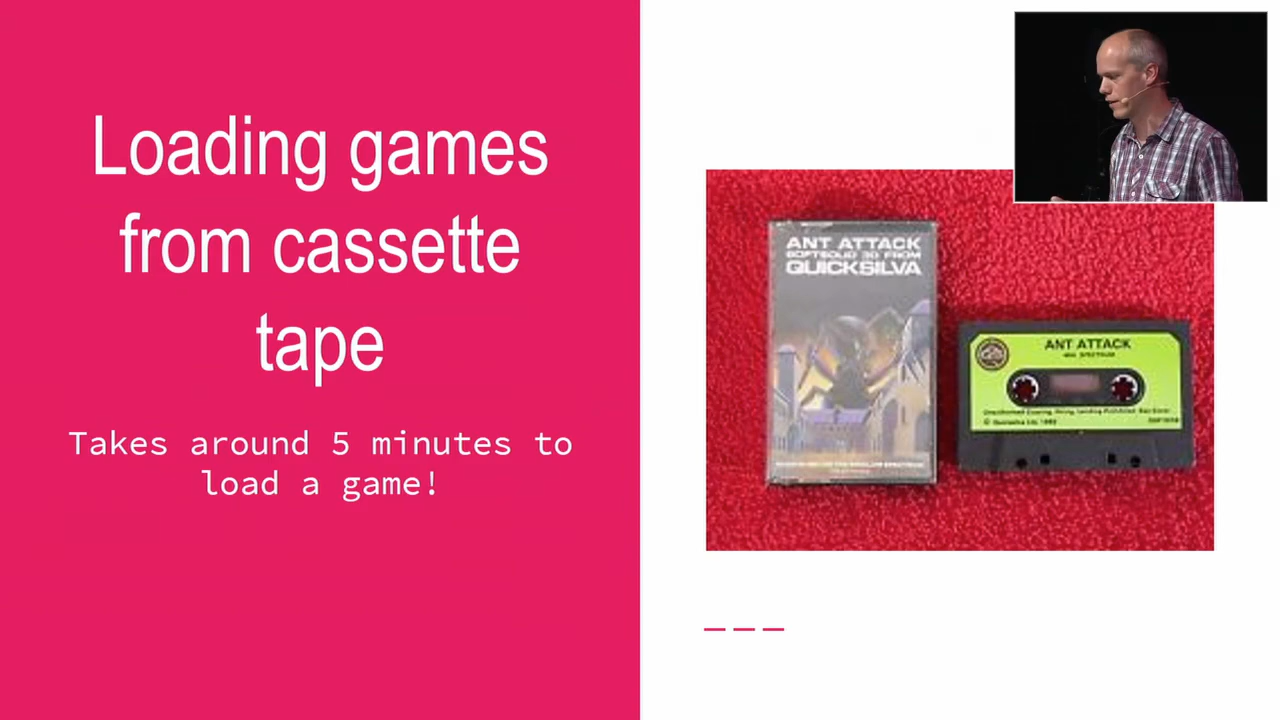 Loading games
from cassette
tape
Takes around 5 minutes to
load a game!
ANT ATTACK
SOFTSOLID 3D FROM
QUICKSILVA
ANT ATTACK
48K SPECTRUM